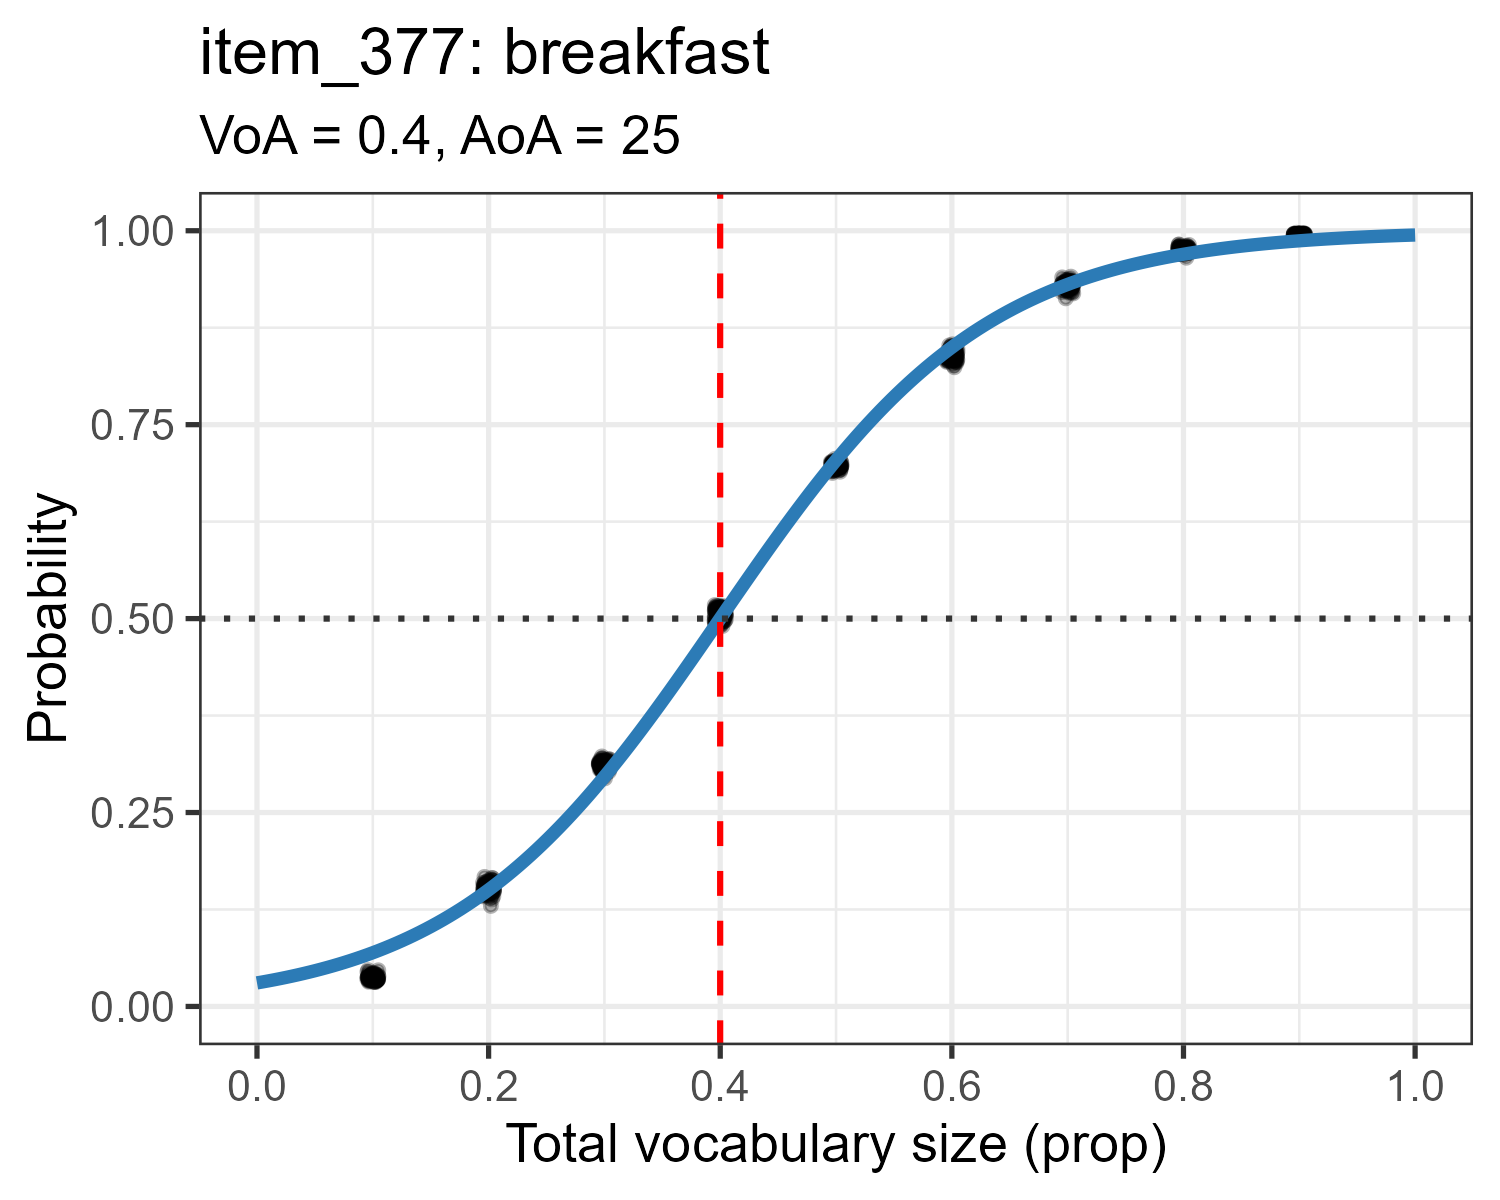 item_377: breakfast
VoA = 0.4, AoA = 25
1.00
0.75
0.50
0.25
0.00
Probability
0.0 0.2 0.4 0.6 0.8 1.0
Total vocabulary size (prop)